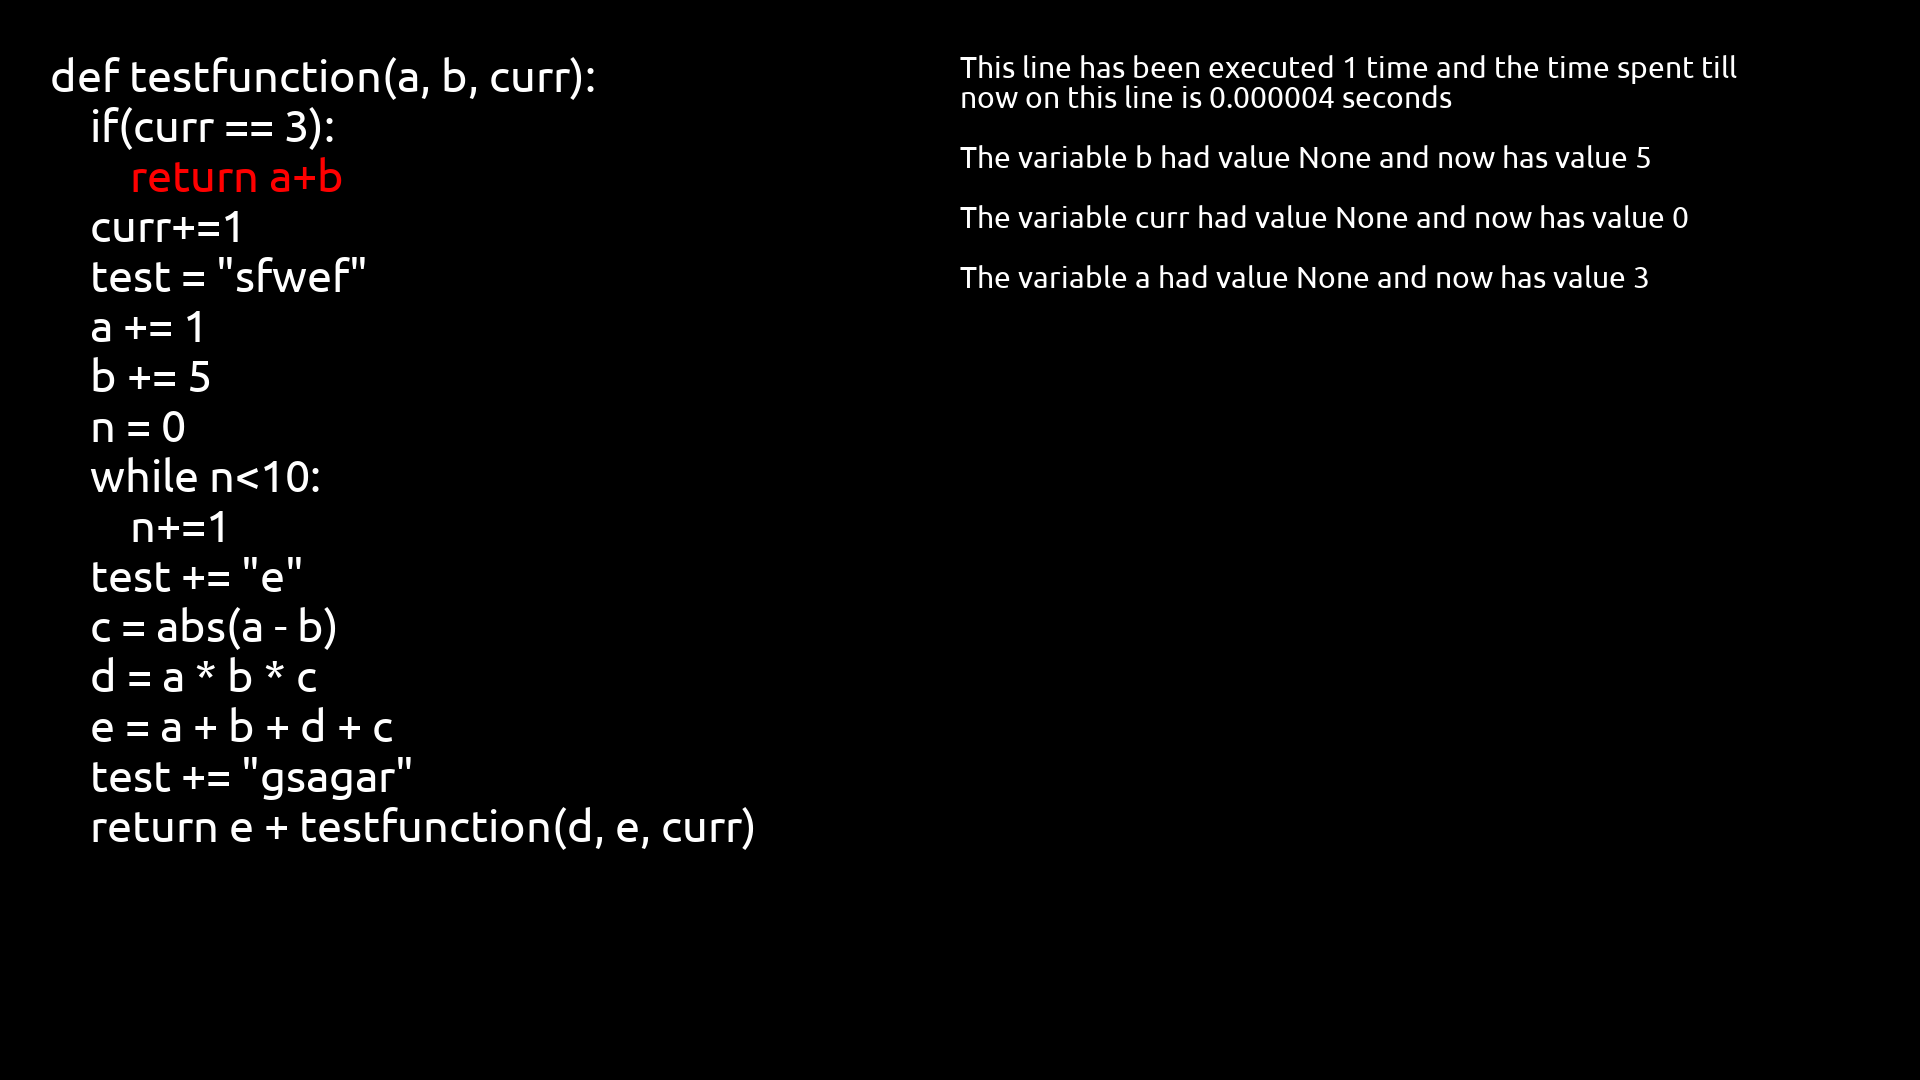 def testfunction(a, b, curr):
if(curr == 3):
return a+b
curr+=1
test = "sfwef"
a += 1
b += 5
n = 0
while n<10:
n+=1
test += "e"
c = abs(a - b)
d = a * b * c
e = a + b + d + c
test += "gsagar"
return e + testfunction(d, e, curr)
This line has been executed 1 time and the time spent till
now on this line is 0.000004 seconds
The variable b had value None and now has value 5
The variable curr had value None and now has value 0
The variable a had value None and now has value 3